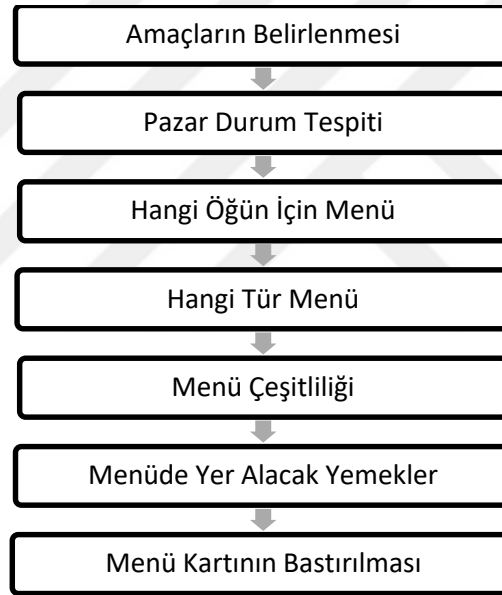 Amaçların Belirlenmesi
Pazar Durum Tespiti
Hangi Öğün İçin Menü
Hangi Tür Menü
Menü Çeşitliliği
Menüde Yer Alacak Yemekler
Menü Kartının Bastırılması